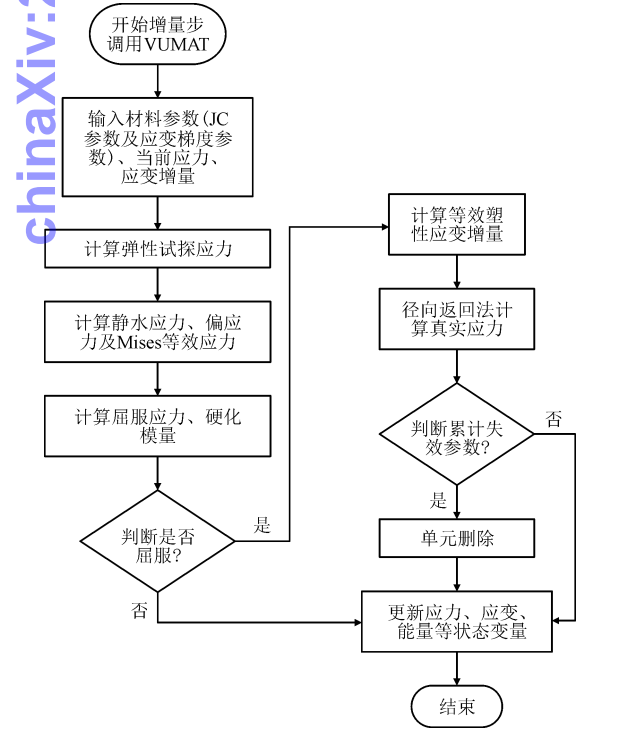 chinaXiv:2
开始增量步
调用VUMAT
输入材料参数(JC
参数及应变梯度参
数)、当前应力、
应变增量
计算弹性试探应力
计算静水应力、偏应
力及Mises等效应力
计算屈服应力、硬化
模量
判断是否
屈服?
是
否
计算等效塑
性应变增量
径向返回法计
算真实应力
判断累计失
效参数?
否
是
单元删除
更新应力、应变、
能量等状态变量
结束